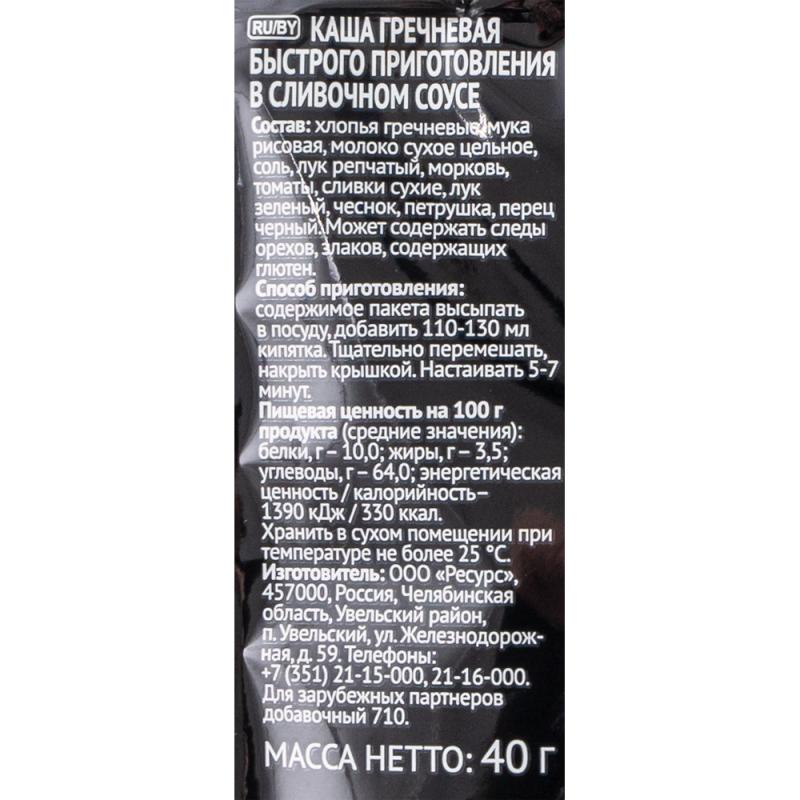 RU/BY КАША ГРЕЧНЕВАЯ
БЫСТРОГО ПРИГОТОВЛЕНИЯ
В СЛИВОЧНОМ СОУСЕ
Состав: хлопья гречневые, мука
рисовая, молоко сухое цельное,
соль, лук репчатый, морковь,
томаты, сливки сухие, лук
зеленый, чеснок, петрушка, перец
черный. Может содержать следы
орехов, злаков, содержащих
глютен.
Способ приготовления:
содержимое пакета высыпать
в посуду, добавить 110-130 мл
кипятка. Тщательно перемешать,
накрыть крышкой. Настаивать 5-7
минут.
Пищевая ценность на 100 г
продукта (средние значения):
белки, г – 10,0; жиры, г – 3,5;
углеводы, г – 64,0; энергетическая
ценность / калорийность–
1390 кДж / 330 ккал.
Хранить в сухом помещении при
температуре не более 25 °С.
Изготовитель: ООО «Ресурс»,
457000, Россия, Челябинская
область, Увельский район,
п. Увельский, ул. Железнодорож-
ная, д. 59. Телефоны:
+7 (351) 21-15-000, 21-16-000.
Для зарубежных партнеров
добавочный 710.
МАССА НЕТТО: 40 г